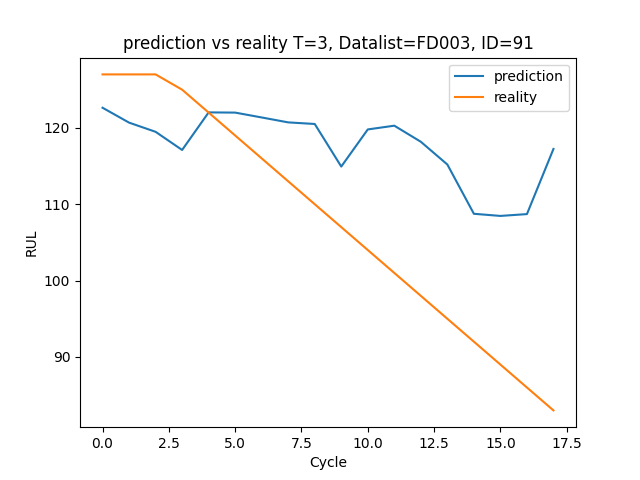 prediction vs reality T=3, Datalist=FD003, ID=91
prediction
reality
120
110
100
90
RUL
0.0
2.5
5.0
7.5
10.0
12.5
15.0
17.5
Cycle